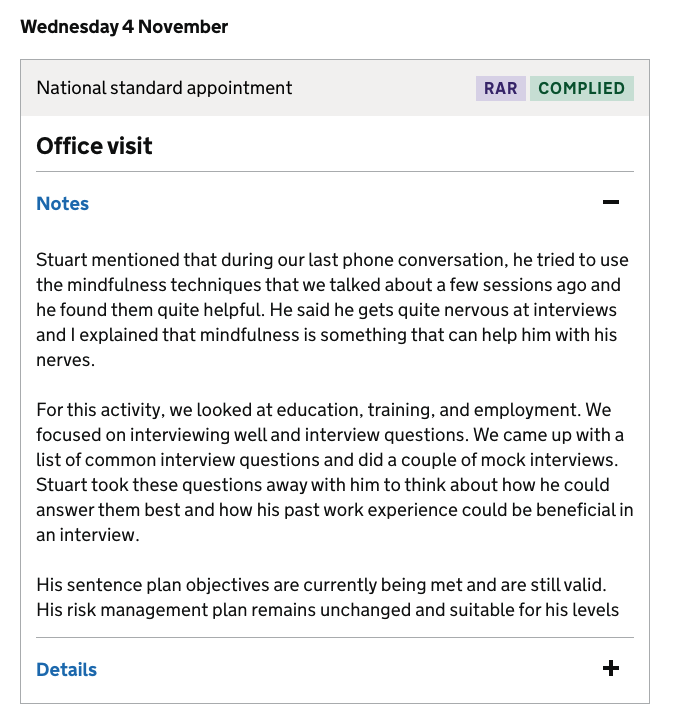 Wednesday 4 November
National standard appointment RAR COMPLIED
Office visit
Notes
Stuart mentioned that during our last phone conversation, he tried to use
the mindfulness techniques that we talked about a few sessions ago and
he found them quite helpful. He said he gets quite nervous at interviews
and I explained that mindfulness is something that can help him with his
nerves.
For this activity, we looked at education, training, and employment. We
focused on interviewing well and interview questions. We came up with a
list of common interview questions and did a couple of mock interviews.
Stuart took these questions away with him to think about how he could
answer them best and how his past work experience could be beneficial in
an interview.
His sentence plan objectives are currently being met and are still valid.
His risk management plan remains unchanged and suitable for his levels
Details